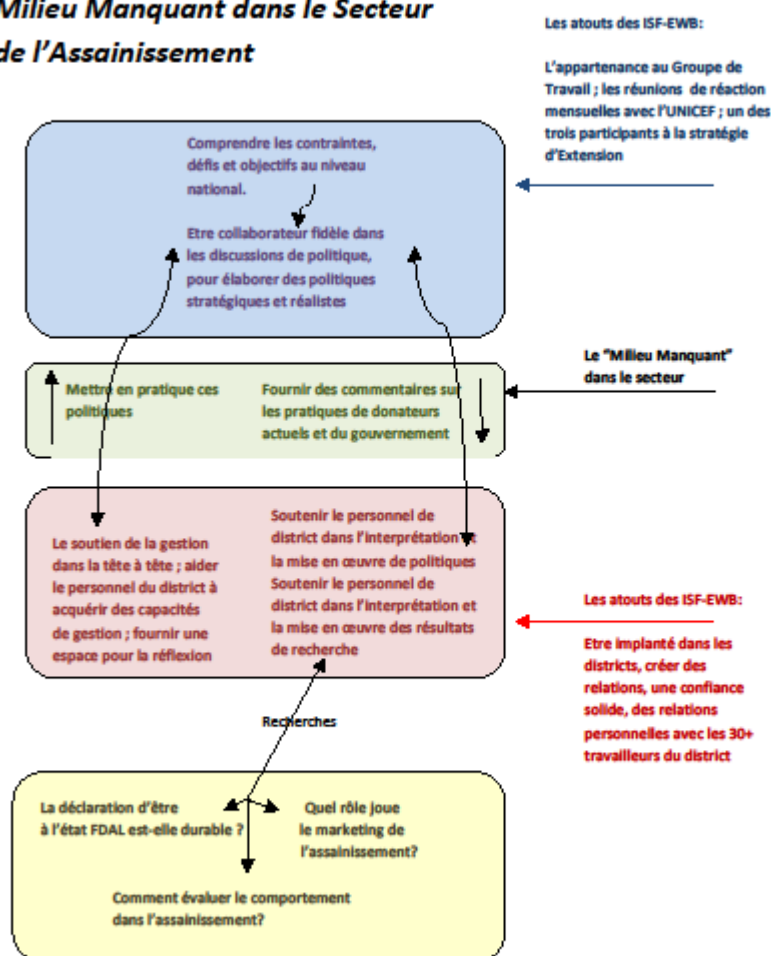 Milieu Manquant dans le Secteur
de l'Assainissement
Les atouts des ISF-EWB:
L'appartenance au Groupe de
Travail ; les réunions de réaction
mensuelles avec l'UNICEF ; un des
trois participants à la stratégie
d'Extension
Comprendre les contraintes,
défis et objectifs au niveau
national.
Etre collaborateur fidèle dans
les discussions de politique,
pour élaborer des politiques
stratégiques et réalistes
Le "Milieu Manquant"
dans le secteur
Mettre en pratique ces
politiques
Fournir des commentaires sur
les pratiques de donateurs
actuels et du gouvernement
Le soutien de la gestion
dans la tête à tête ; aider
le personnel du district à
acquérir des capacités
de gestion ; fournir une
espace pour la réflexion
Soutenir le personnel de
district dans l'interprétation et
la mise en œuvre de politiques
Soutenir le personnel de
district dans l'interprétation et
la mise en œuvre des résultats
de recherche
Les atouts des ISF-EWB:
Etre implanté dans les
districts, créer des
relations, une confiance
solide, des relations
personnelles avec les 30+
travailleurs du district
Recherches
La déclaration d'être
à l'état FDAL est-elle durable ?
Quel rôle joue
le marketing de
l'assainissement?
Comment évaluer le comportement
dans l'assainissement?